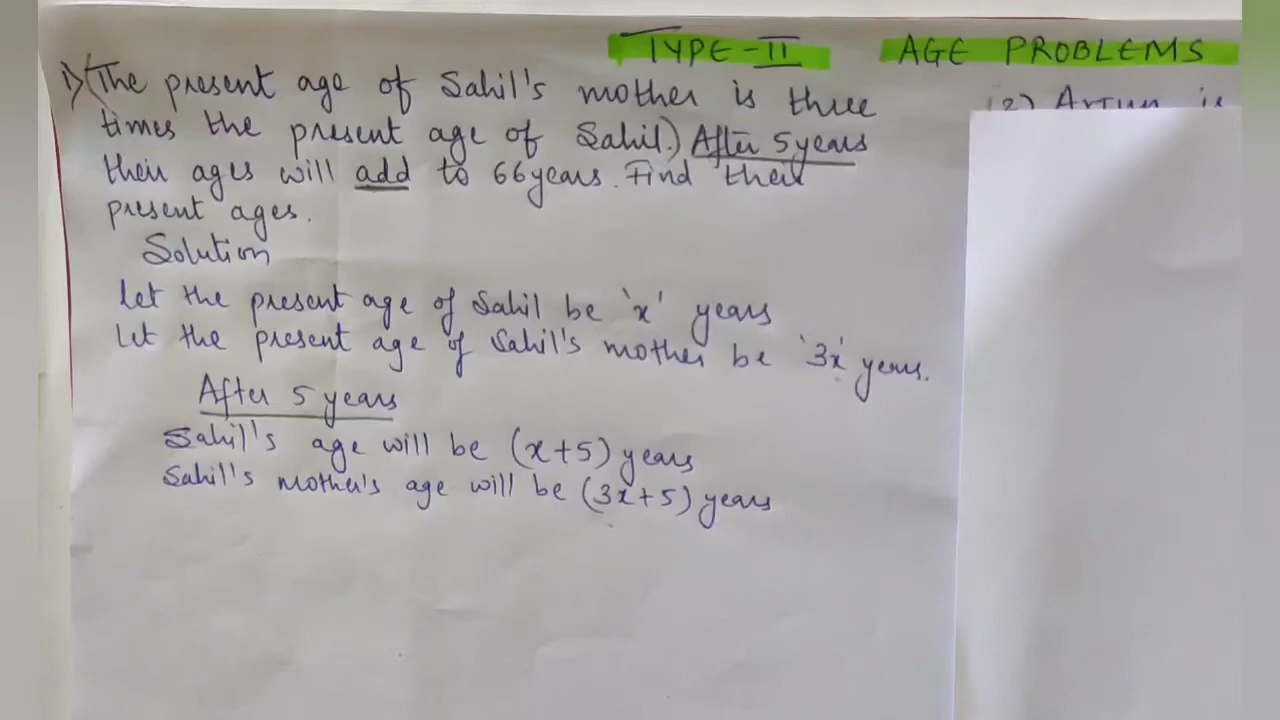 TYPE-II AGE PROBLEMS
1) (The present age of Sahil's mother is three
times the present age of Sahil.) After 5 years
their ages will add to 66 years. Find their
present ages.
Solution
Let the present age of Sahil be 'x' years
Let the present age of Sahil's mother be '3x' years.
After 5 years
Sahil's age will be (x+5) years
Sahil's mother's age will be (3x+5) years
(2) Arjun is